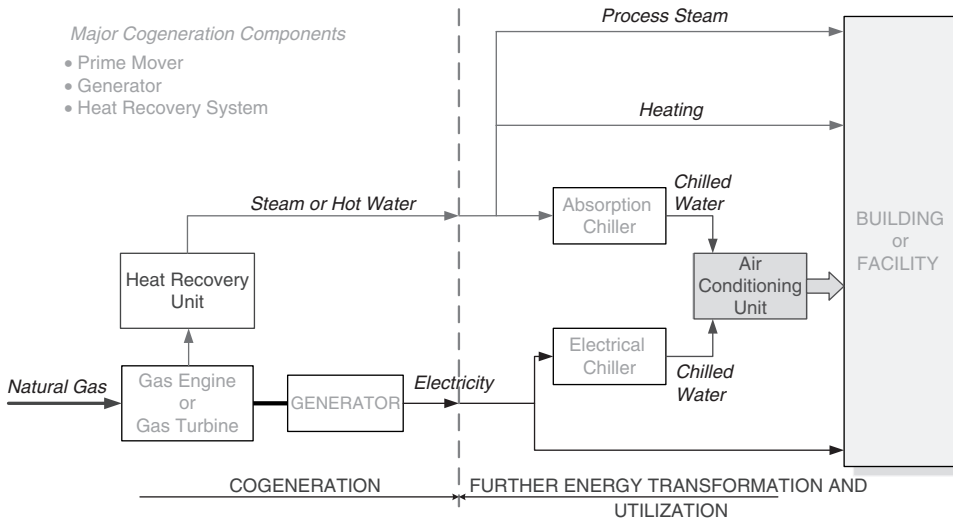 Major Cogeneration Components
• Prime Mover
• Generator
• Heat Recovery System
Process Steam
Heating
Steam or Hot Water
Absorption
Chiller
Chilled
Water
BUILDING
or
FACILITY
Heat Recovery
Unit
Air
Conditioning
Unit
Electrical
Chiller
Chilled
Water
Natural Gas
Gas Engine
or
Gas Turbine
GENERATOR
Electricity
COGENERATION
FURTHER ENERGY TRANSFORMATION AND
UTILIZATION